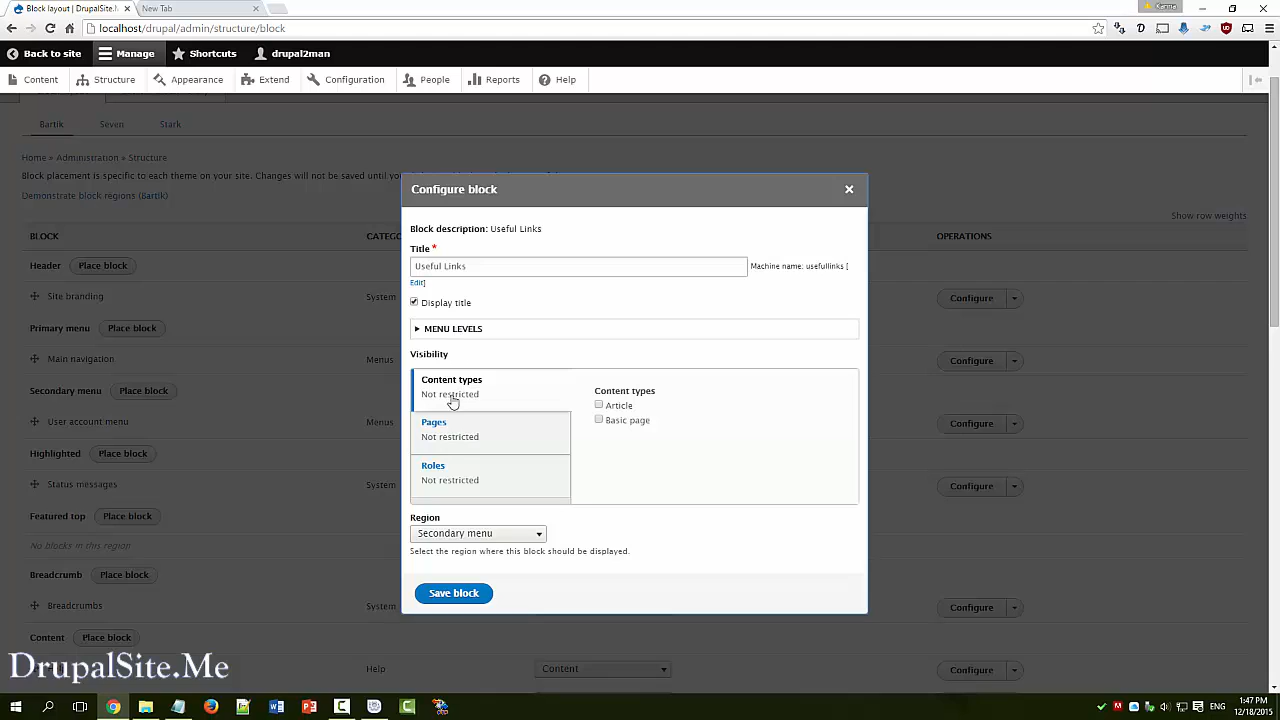 Block layout | DrupalSite.M
New Tab
Karma
localhost/drupal/admin/structure/block
Back to site
Manage
Shortcuts
drupal2man
Content
Structure
Appearance
Extend
Configuration
People
Reports
Help
Bartik
Seven
Stark
Home » Administration » Structure
Block placement is specific to each theme on your site. Changes will not be saved until you
Demonstrate block regions (Bartik)
Show row weights
BLOCK
CATEG
OPERATIONS
Header
Place block
Site branding
System
Configure
Primary menu
Place block
Main navigation
Menus
Configure
Secondary menu
Place block
User account menu
Menus
Configure
Highlighted
Place block
Status messages
System
Configure
Featured top
Place block
No blocks in this region
Breadcrumb
Place block
Breadcrumbs
System
Configure
Content
Place block
Help
Content
Configure
Configure block
Block description: Useful Links
Title *
Useful Links
Machine name: usefullinks [
Edit]
Display title
MENU LEVELS
Visibility
Content types
Not restricted
Pages
Not restricted
Roles
Not restricted
Content types
Article
Basic page
Region
Secondary menu
Select the region where this block should be displayed.
Save block
DrupalSite.Me
ENG
1:47 PM
12/18/2015